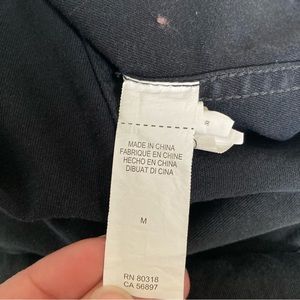 MADE IN CHINA
FABRIQUE EN CHINE
HECHO EN CHINA
DIBUAT DI CINA
M
RN 80318
CA 56897